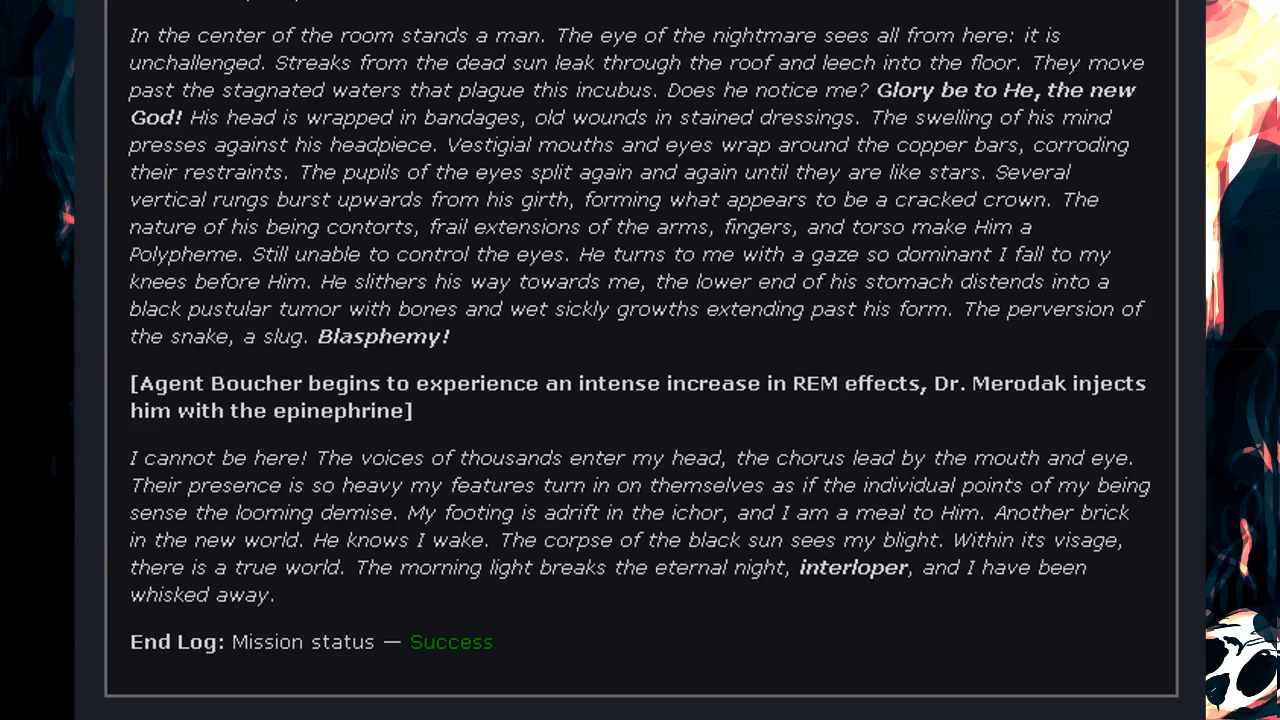 In the center of the room stands a man. The eye of the nightmare sees all from here: it is
unchallenged. Streaks from the dead sun leak through the roof and leech into the floor. They move
past the stagnated waters that plague this incubus. Does he notice me? Glory be to He, the new
God! His head is wrapped in bandages, old wounds in stained dressings. The swelling of his mind
presses against his headpiece. Vestigial mouths and eyes wrap around the copper bars, corroding
their restraints. The pupils of the eyes split again and again until they are like stars. Several
vertical rungs burst upwards from his girth, forming what appears to be a cracked crown. The
nature of his being contorts, frail extensions of the arms, fingers, and torso make Him a
Polypheme. Still unable to control the eyes. He turns to me with a gaze so dominant I fall to my
knees before Him. He slithers his way towards me, the lower end of his stomach distends into a
black pustular tumor with bones and wet sickly growths extending past his form. The perversion of
the snake, a slug. Blasphemy!
[Agent Boucher begins to experience an intense increase in REM effects, Dr. Merodak injects
him with the epinephrine]
I cannot be here! The voices of thousands enter my head, the chorus lead by the mouth and eye.
Their presence is so heavy my features turn in on themselves as if the individual points of my being
sense the looming demise. My footing is adrift in the ichor, and I am a meal to Him. Another brick
in the new world. He knows I wake. The corpse of the black sun sees my blight. Within its visage,
there is a true world. The morning light breaks the eternal night, interloper, and I have been
whisked away.
End Log: Mission status — Success